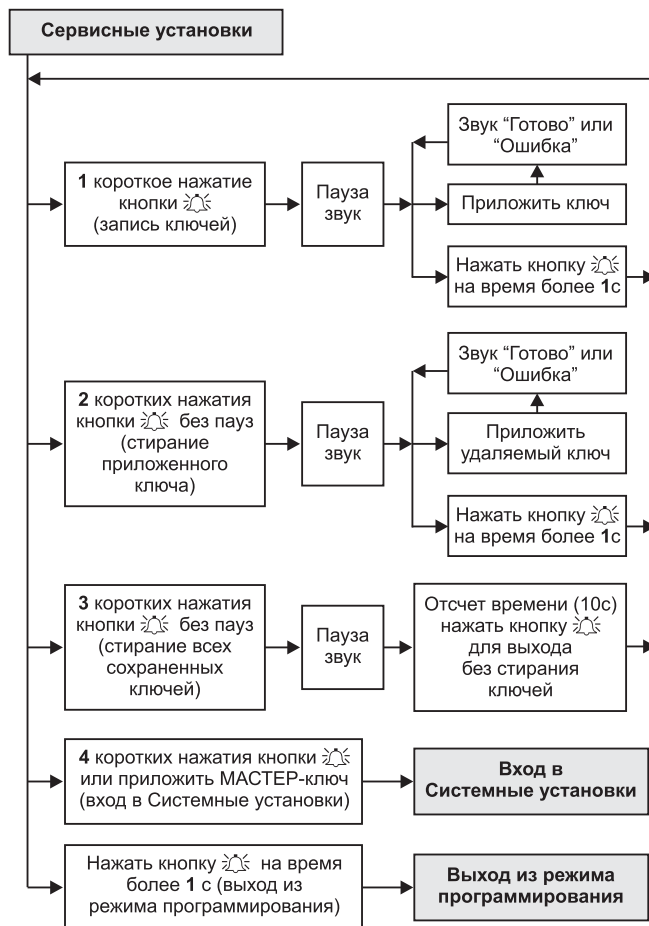 Сервисные установки
1 короткое нажатие
кнопки
(запись ключей)
Пауза
звук
Звук “Готово” или
“Ошибка”
Приложить ключ
Нажать кнопку
на время более 1с
2 коротких нажатия
кнопки без пауз
(стирание
приложенного
ключа)
Пауза
звук
Звук “Готово” или
“Ошибка”
Приложить
удаляемый ключ
Нажать кнопку
на время более 1с
3 коротких нажатия
кнопки без пауз
(стирание всех
сохраненных
ключей)
Пауза
звук
Отсчет времени (10с)
нажать кнопку
для выхода
без стирания
ключей
4 коротких нажатия кнопки
или приложить МАСТЕР-ключ
(вход в Системные установки)
Вход в
Системные установки
Нажать кнопку на время
более 1 с (выход из
режима программирования)
Выход из режима
программирования